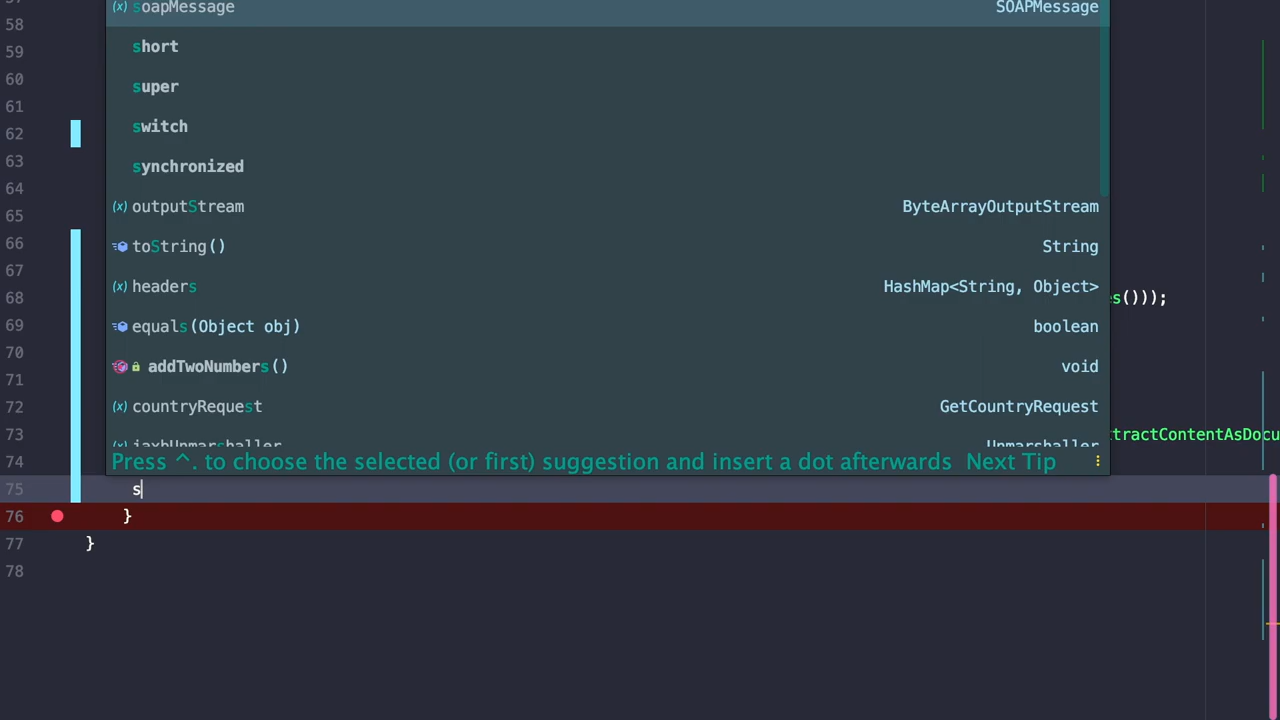 58
(x) soapMessage SOAPMessage
59 short
60 super
61
62 switch
63 synchronized
64
65 (x) outputStream ByteArrayOutputStream
66 toString() String
67 (x) headers HashMap<String, Object>
68 s()));
69 equals(Object obj) boolean
70
71 addTwoNumbers() void
72 (x) countryRequest GetCountryRequest
73 (x) jaxbUnmarshaller Unmarshaller tractContentAsDocu
74 Press ^. to choose the selected (or first) suggestion and insert a dot afterwards Next Tip
75 s
76 }
77 }
78